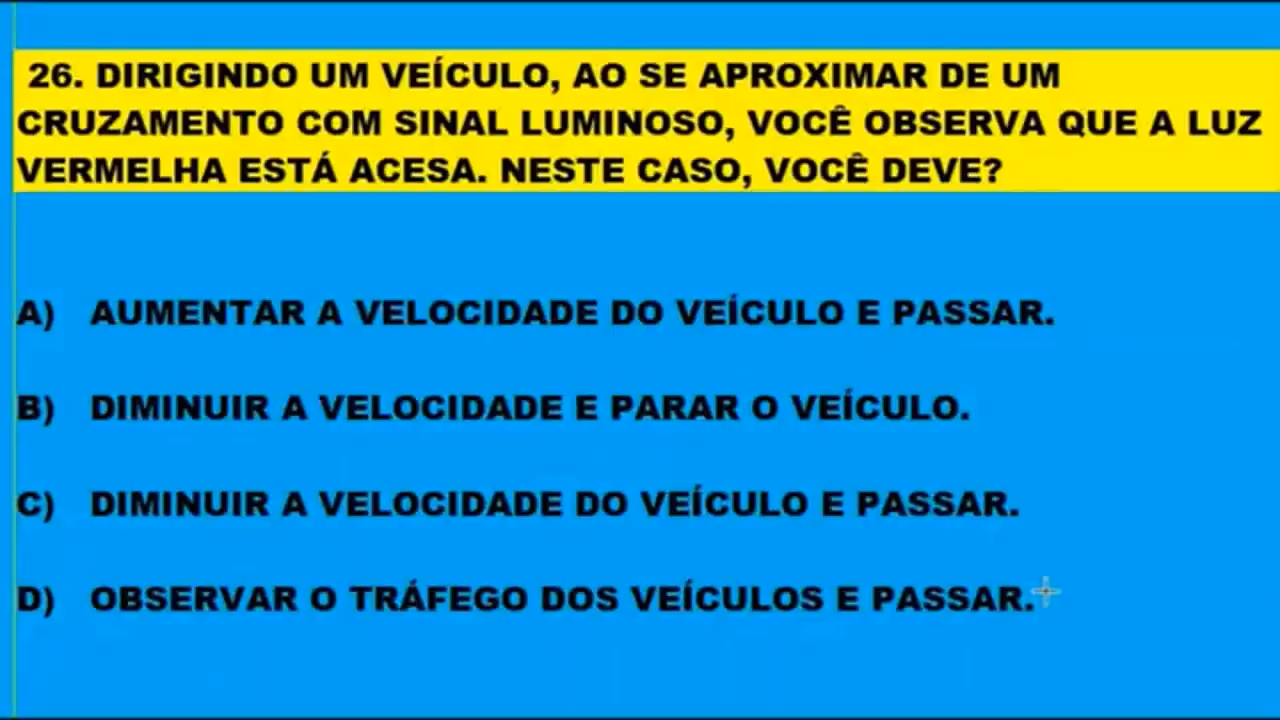 26. DIRIGINDO UM VEÍCULO, AO SE APROXIMAR DE UM
CRUZAMENTO COM SINAL LUMINOSO, VOCÊ OBSERVA QUE A LUZ
VERMELHA ESTÁ ACESA. NESTE CASO, VOCÊ DEVE?
A) AUMENTAR A VELOCIDADE DO VEÍCULO E PASSAR.
B) DIMINUIR A VELOCIDADE E PARAR O VEÍCULO.
C) DIMINUIR A VELOCIDADE DO VEÍCULO E PASSAR.
D) OBSERVAR O TRÁFEGO DOS VEÍCULOS E PASSAR.